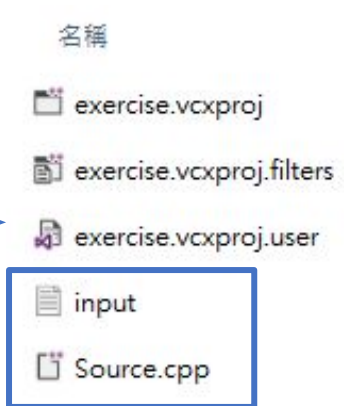 名稱
exercise.vcxproj
exercise.vcxproj.filters
exercise.vcxproj.user
input
Source.cpp